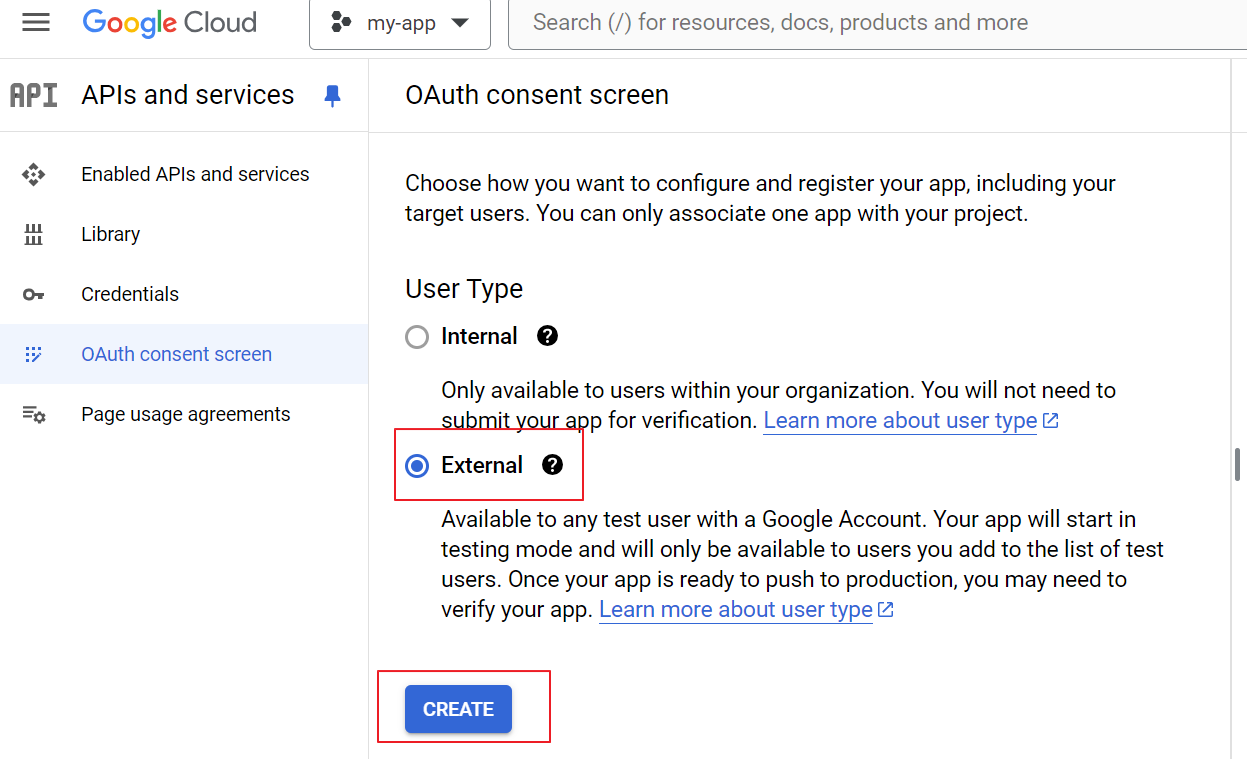 Google Cloud
my-app
Search (/) for resources, docs, products and more
API
APIs and services
OAuth consent screen
Enabled APIs and services
Library
Credentials
OAuth consent screen
Page usage agreements
Choose how you want to configure and register your app, including your
target users. You can only associate one app with your project.
User Type
Internal
Only available to users within your organization. You will not need to
submit your app for verification. Learn more about user type
External
Available to any test user with a Google Account. Your app will start in
testing mode and will only be available to users you add to the list of test
users. Once your app is ready to push to production, you may need to
verify your app. Learn more about user type
CREATE